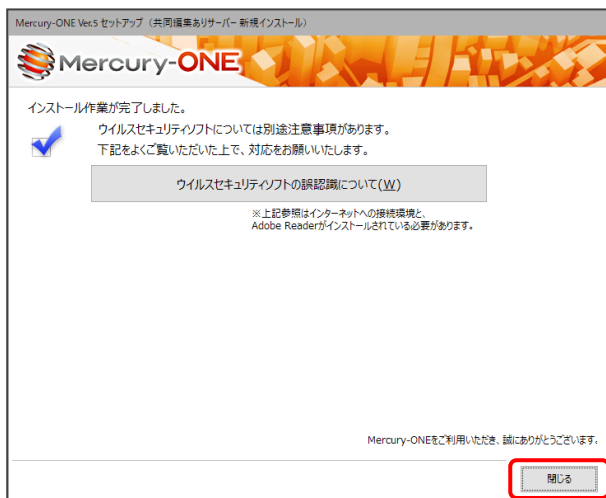 Mercury-ONE Ver.5 セットアップ（共同編集ありサーバー 新規インストール）
Mercury-ONE
インストール作業が完了しました。
ウイルスセキュリティソフトについては別途注意事項があります。
下記をよくご覧いただいた上で、対応をお願いいたします。
ウイルスセキュリティソフトの誤認識について(W)
※上記参照はインターネットへの接続環境と、
Adobe Readerがインストールされている必要があります。
Mercury-ONEをご利用いただき、誠にありがとうございます。
閉じる